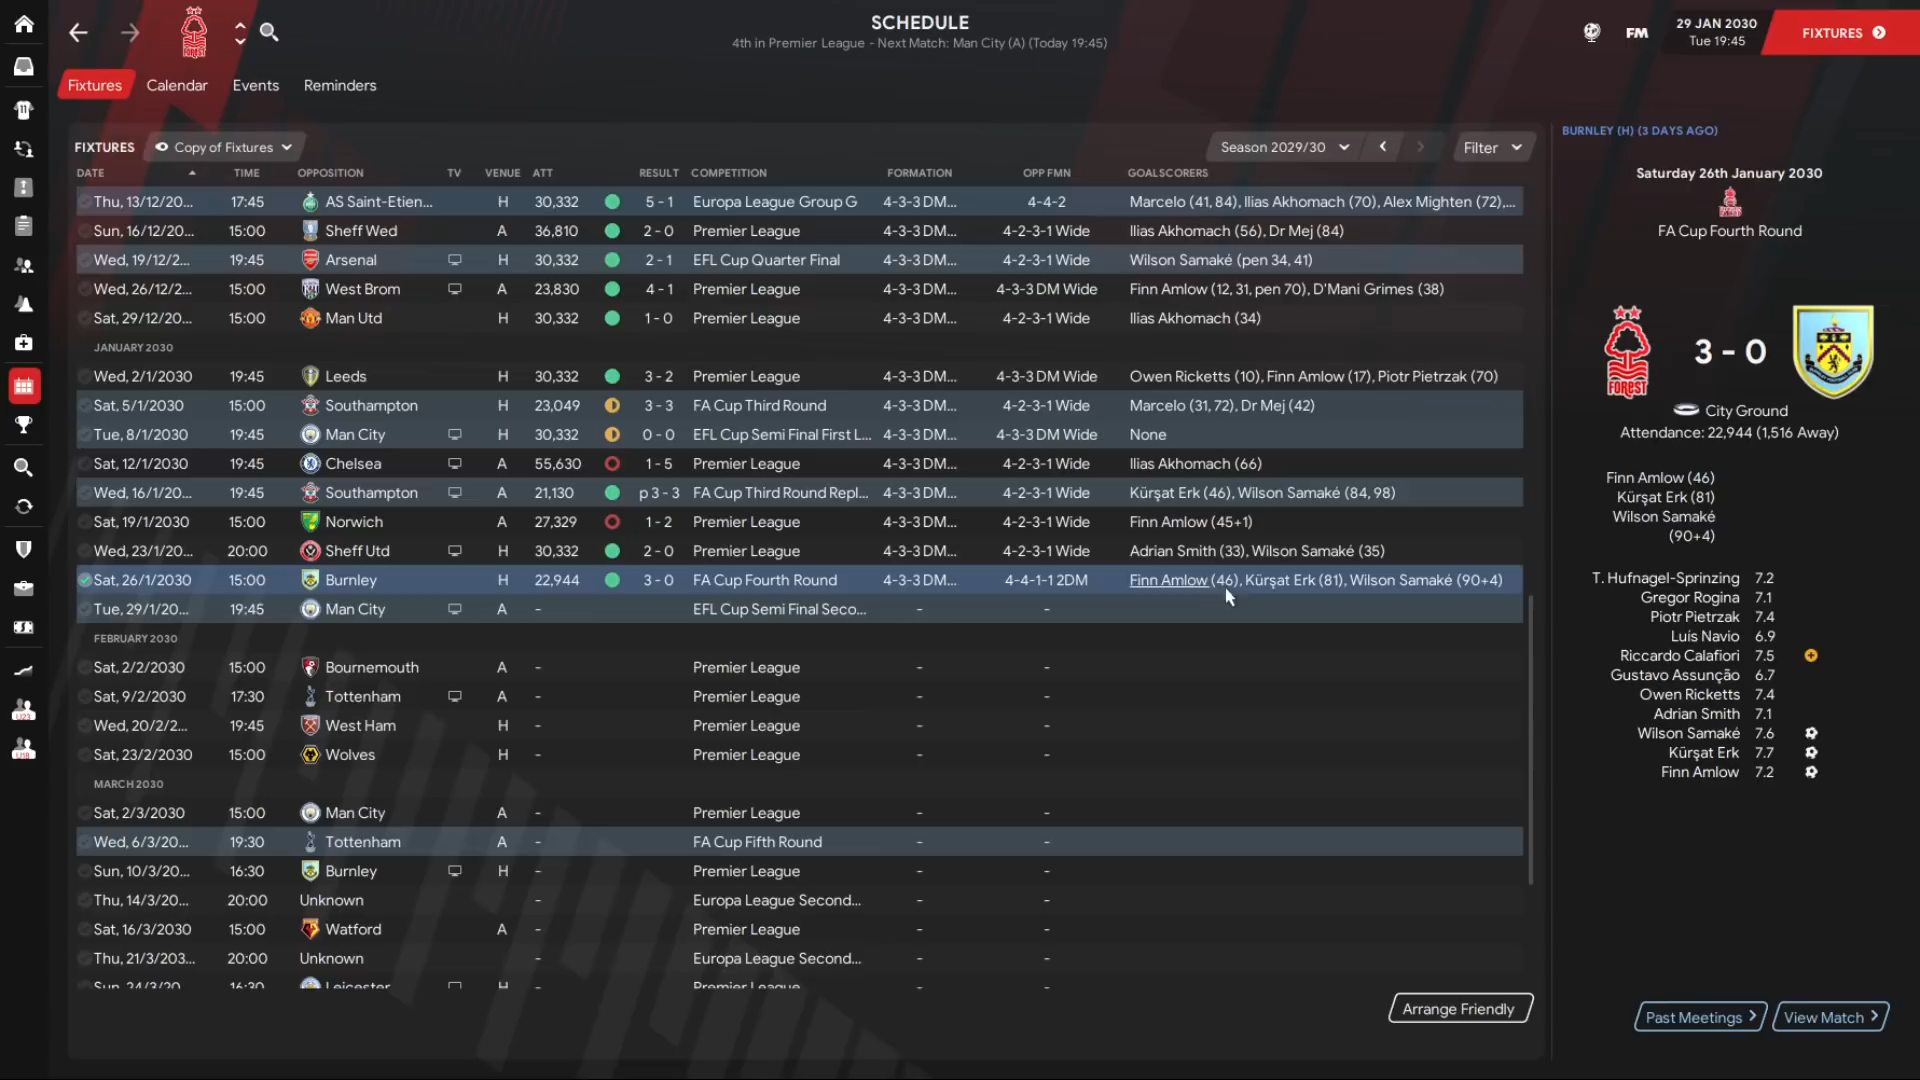 SCHEDULE
4th in Premier League - Next Match: Man City (A) (Today 19:45)
FM
29 JAN 2030
Tue 19:45
FIXTURES
FOREST
Fixtures Calendar Events Reminders
FIXTURES Copy of Fixtures Season 2029/30 Filter
DATE TIME OPPOSITION TV VENUE ATT RESULT COMPETITION FORMATION OPP FMN GOALSCORERS
Thu, 13/12/20... 17:45 AS Saint-Etien... H 30,332 5 - 1 Europa League Group G 4-3-3 DM... 4-4-2 Marcelo (41, 84), Ilias Akhomach (70), Alex Mighten (72),...
Sun, 16/12/20... 15:00 Sheff Wed A 36,810 2 - 0 Premier League 4-3-3 DM... 4-2-3-1 Wide Ilias Akhomach (56), Dr Mej (84)
Wed, 19/12/2... 19:45 Arsenal H 30,332 2 - 1 EFL Cup Quarter Final 4-3-3 DM... 4-2-3-1 Wide Wilson Samaké (pen 34, 41)
Wed, 26/12/2... 15:00 West Brom A 23,830 4 - 1 Premier League 4-3-3 DM... 4-3-3 DM Wide Finn Amlow (12, 31, pen 70), D'Mani Grimes (38)
Sat, 29/12/20... 15:00 Man Utd H 30,332 1 - 0 Premier League 4-3-3 DM... 4-2-3-1 Wide Ilias Akhomach (34)
JANUARY 2030
Wed, 2/1/2030 19:45 Leeds H 30,332 3 - 2 Premier League 4-3-3 DM... 4-3-3 DM Wide Owen Ricketts (10), Finn Amlow (17), Piotr Pietrzak (70)
Sat, 5/1/2030 15:00 Southampton H 23,049 3 - 3 FA Cup Third Round 4-3-3 DM... 4-2-3-1 Wide Marcelo (31, 72), Dr Mej (42)
Tue, 8/1/2030 19:45 Man City H 30,332 0 - 0 EFL Cup Semi Final First L... 4-3-3 DM... 4-3-3 DM Wide None
Sat, 12/1/2030 19:45 Chelsea A 55,630 1 - 5 Premier League 4-3-3 DM... 4-2-3-1 Wide Ilias Akhomach (66)
Wed, 16/1/20... 19:45 Southampton A 21,130 p 3 - 3 FA Cup Third Round Repl... 4-3-3 DM... 4-2-3-1 Wide Kürşat Erk (46), Wilson Samaké (84, 98)
Sat, 19/1/2030 15:00 Norwich A 27,329 1 - 2 Premier League 4-3-3 DM... 4-2-3-1 Wide Finn Amlow (45+1)
Wed, 23/1/20... 20:00 Sheff Utd H 30,332 2 - 0 Premier League 4-3-3 DM... 4-2-3-1 Wide Adrian Smith (33), Wilson Samaké (35)
Sat, 26/1/2030 15:00 Burnley H 22,944 3 - 0 FA Cup Fourth Round 4-3-3 DM... 4-4-1-1 2DM Finn Amlow (46), Kürşat Erk (81), Wilson Samaké (90+4)
Tue, 29/1/20... 19:45 Man City A - EFL Cup Semi Final Seco... - -
FEBRUARY 2030
Sat, 2/2/2030 15:00 Bournemouth A - Premier League - -
Sat, 9/2/2030 17:30 Tottenham A - Premier League - -
Wed, 20/2/2... 19:45 West Ham H - Premier League - -
Sat, 23/2/2030 15:00 Wolves H - Premier League - -
MARCH 2030
Sat, 2/3/2030 15:00 Man City A - Premier League - -
Wed, 6/3/20... 19:30 Tottenham A - FA Cup Fifth Round - -
Sun, 10/3/20... 16:30 Burnley H - Premier League - -
Thu, 14/3/20... 20:00 Unknown - Europa League Second... - -
Sat, 16/3/2030 15:00 Watford A - Premier League - -
Thu, 21/3/203... 20:00 Unknown - Europa League Second... - -
Sun, 24/3/20... 16:30 Leicester H - Premier League - -
Arrange Friendly
BURNLEY (H) (3 DAYS AGO)
Saturday 26th January 2030
FA Cup Fourth Round
FOREST
3 - 0
City Ground
Attendance: 22,944 (1,516 Away)
Finn Amlow (46)
Kürşat Erk (81)
Wilson Samaké
(90+4)
T. Hufnagel-Sprinzing 7.2
Gregor Rogina 7.1
Piotr Pietrzak 7.4
Luís Navio 6.9
Riccardo Calafiori 7.5
Gustavo Assunção 6.7
Owen Ricketts 7.4
Adrian Smith 7.1
Wilson Samaké 7.6
Kürşat Erk 7.7
Finn Amlow 7.2
Past Meetings View Match
U23
U18